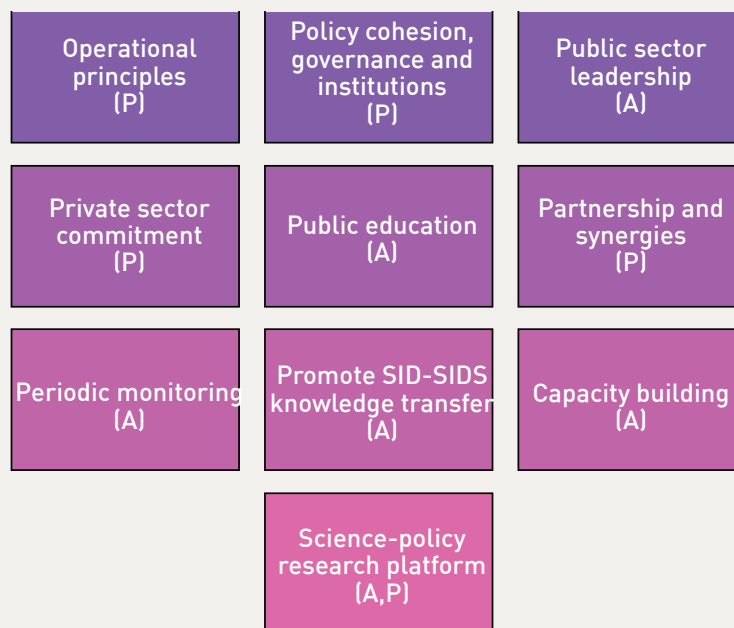 Operational
principles
(P)
Policy cohesion,
governance and
institutions
(P)
Public sector
leadership
(A)
Private sector
commitment
(P)
Public education
(A)
Partnership and
synergies
(P)
Periodic monitoring
(A)
Promote SID-SIDS
knowledge transfer
(A)
Capacity building
(A)
Science-policy
research platform
(A,P)